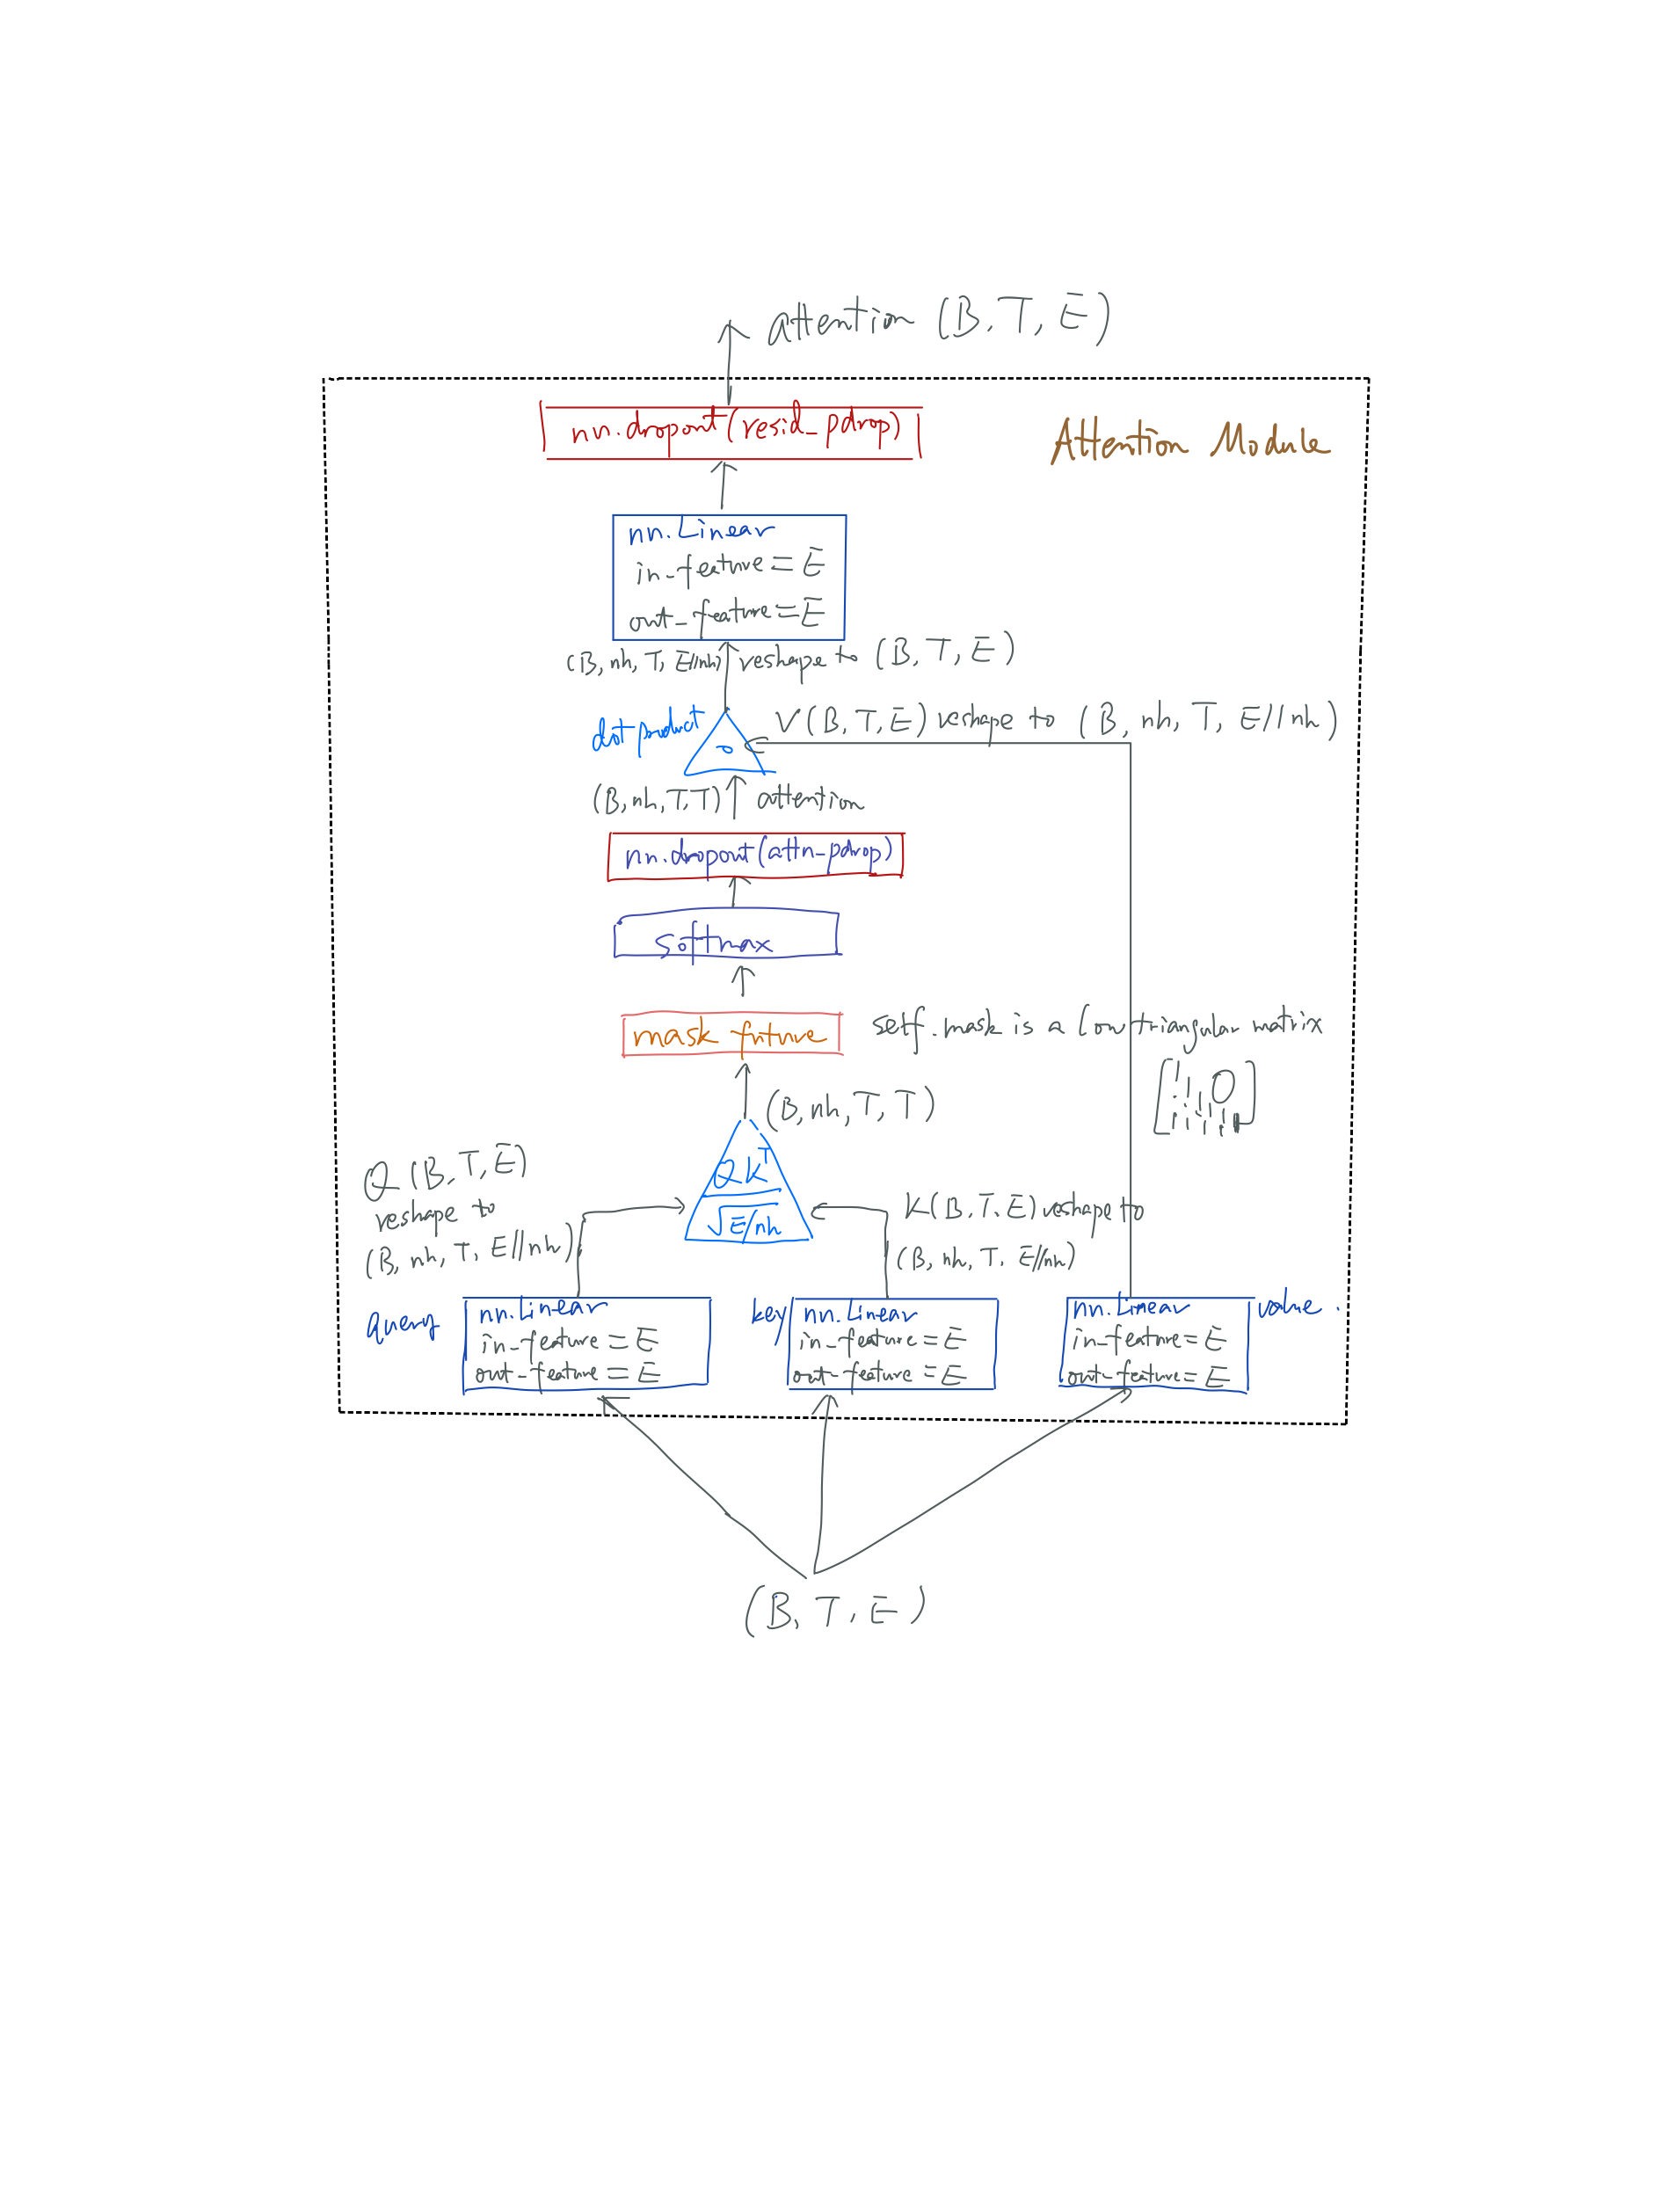 attention (B, T, E)
nn.dropout(resid_pdrop)
Attention Module
nn.Linear
in_feature = E
out_feature = E
(B, nh, T, E//nh) reshape to (B, T, E)
dot product
V (B, T, E) reshape to (B, nh, T, E//nh)
(B, nh, T, T) attention
nn.dropout(attn_pdrop)
softmax
mask future
self.mask is a low triangular matrix
(B, nh, T, T)
QK^T
√E/nh
Q (B, T, E)
reshape to
(B, nh, T, E//nh)
K(B, T, E) reshape to
(B, nh, T, E//nh)
query
nn.Linear
in_feature = E
out_feature = E
key
nn.Linear
in_feature = E
out_feature = E
nn.Linear
in_feature = E
out_feature = E
value.
(B, T, E)